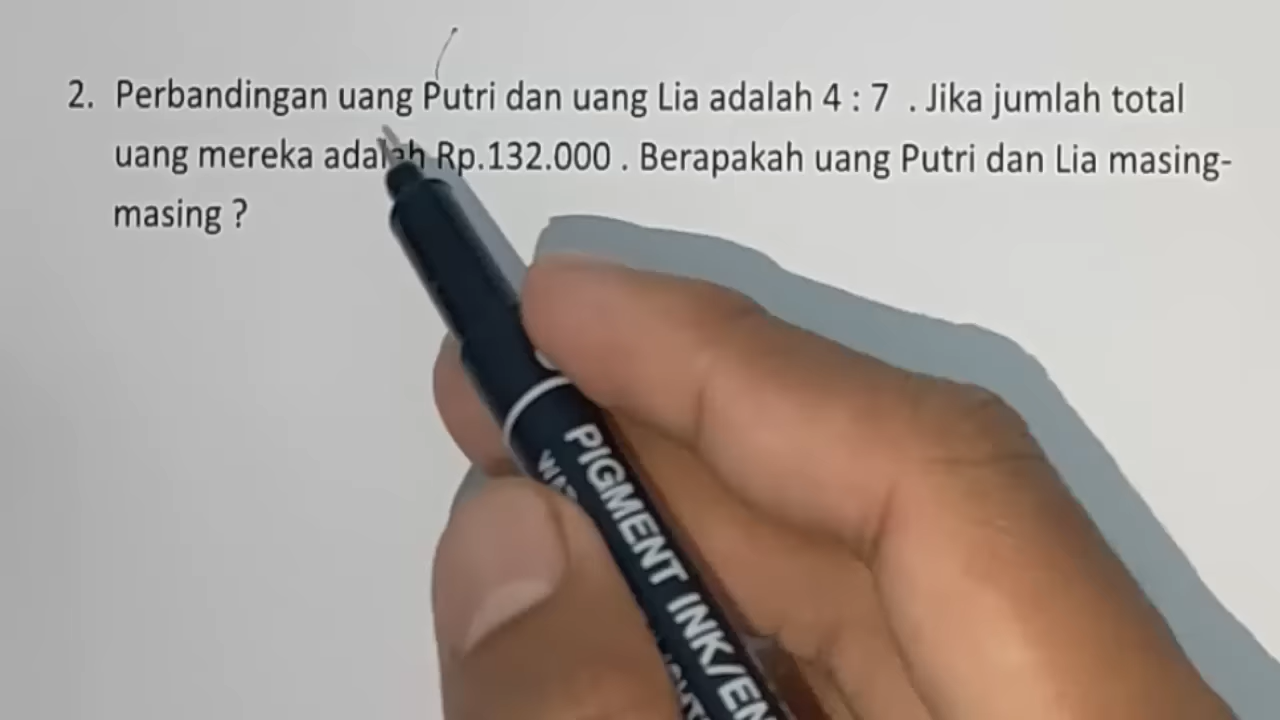 2. Perbandingan uang Putri dan uang Lia adalah 4 : 7 . Jika jumlah total
uang mereka adalah Rp.132.000 . Berapakah uang Putri dan Lia masing-
masing ?
PIGMENT INK/EN